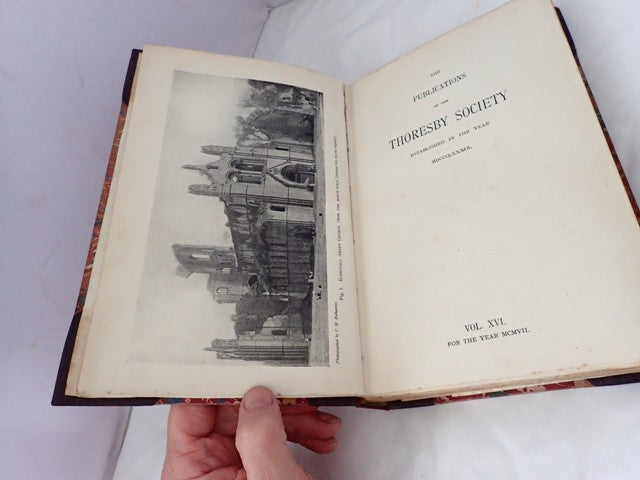 Photographed by G. H. Bothamley.
Fig. 1. KIRKSTALL ABBEY CHURCH, FROM THE NORTH-WEST
THE
PUBLICATIONS
OF THE
THORESBY SOCIETY
ESTABLISHED IN THE YEAR
MDCCCLXXXIX.
VOL. XVI.
FOR THE YEAR MCMVII.